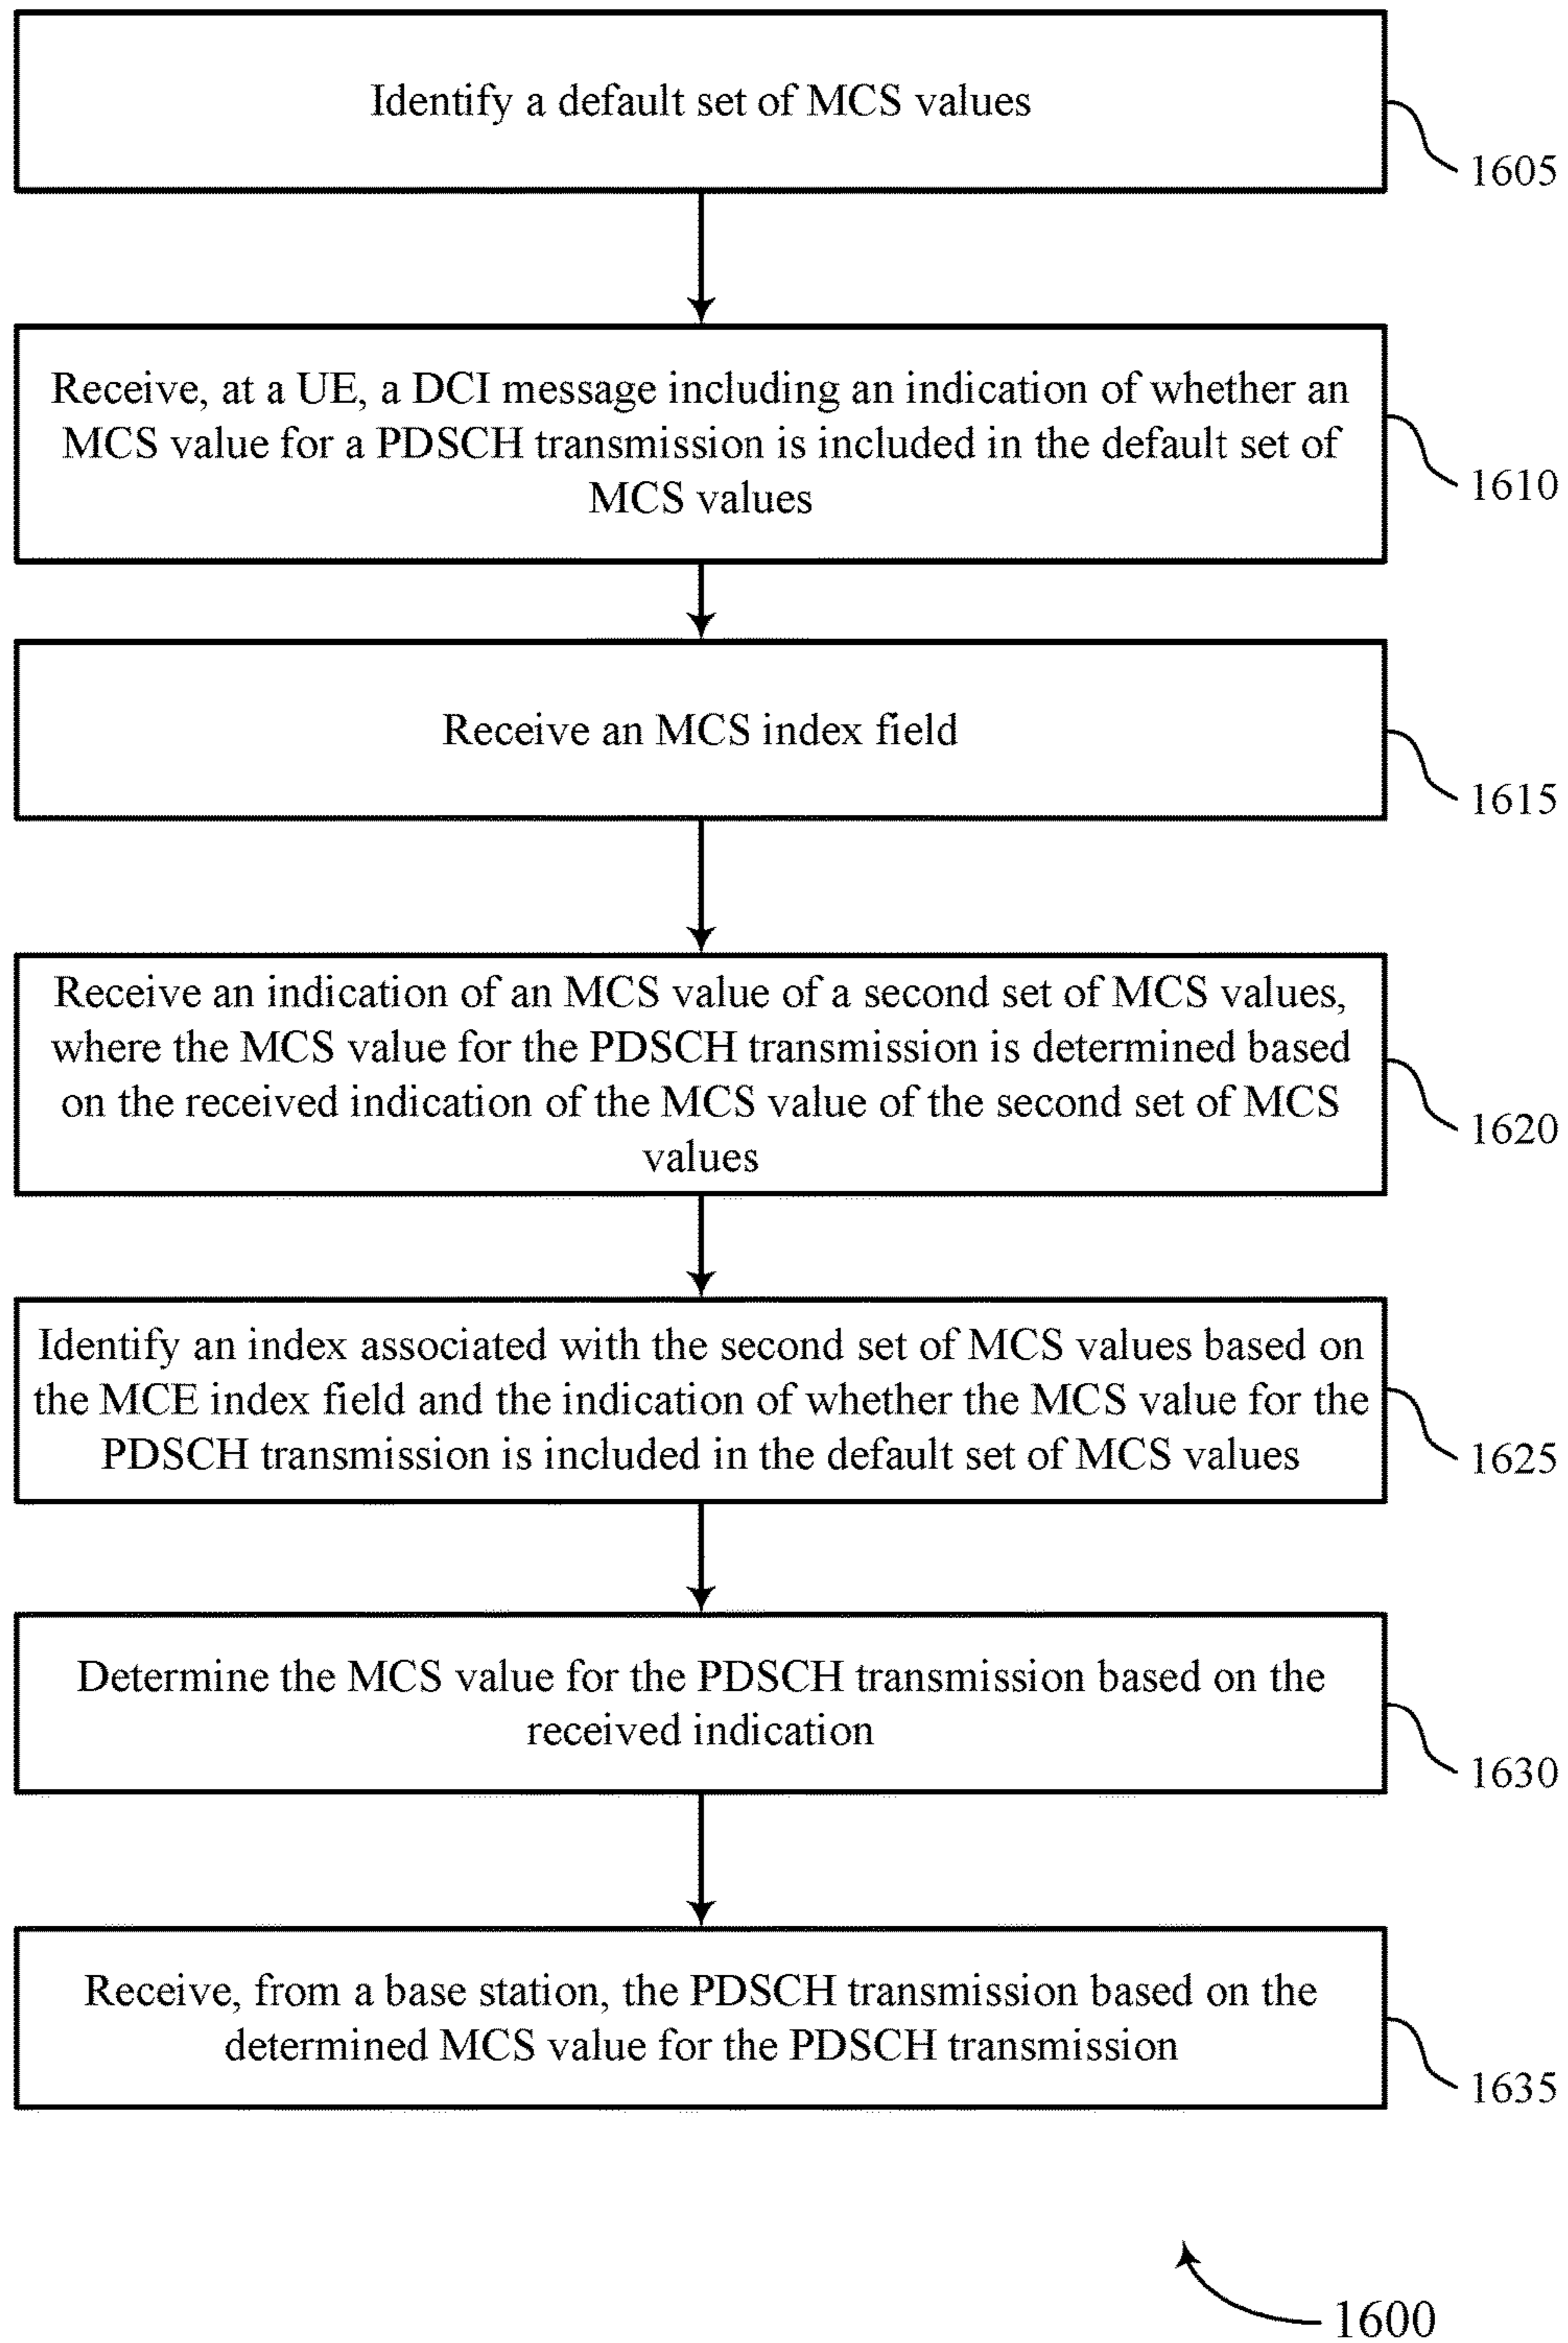 Identify a default set of MCS values
1605
Receive, at a UE, a DCI message including an indication of whether an
MCS value for a PDSCH transmission is included in the default set of
MCS values
1610
Receive an MCS index field
1615
Receive an indication of an MCS value of a second set of MCS values,
where the MCS value for the PDSCH transmission is determined based
on the received indication of the MCS value of the second set of MCS
values
1620
Identify an index associated with the second set of MCS values based on
the MCE index field and the indication of whether the MCS value for the
PDSCH transmission is included in the default set of MCS values
1625
Determine the MCS value for the PDSCH transmission based on the
received indication
1630
Receive, from a base station, the PDSCH transmission based on the
determined MCS value for the PDSCH transmission
1635
1600